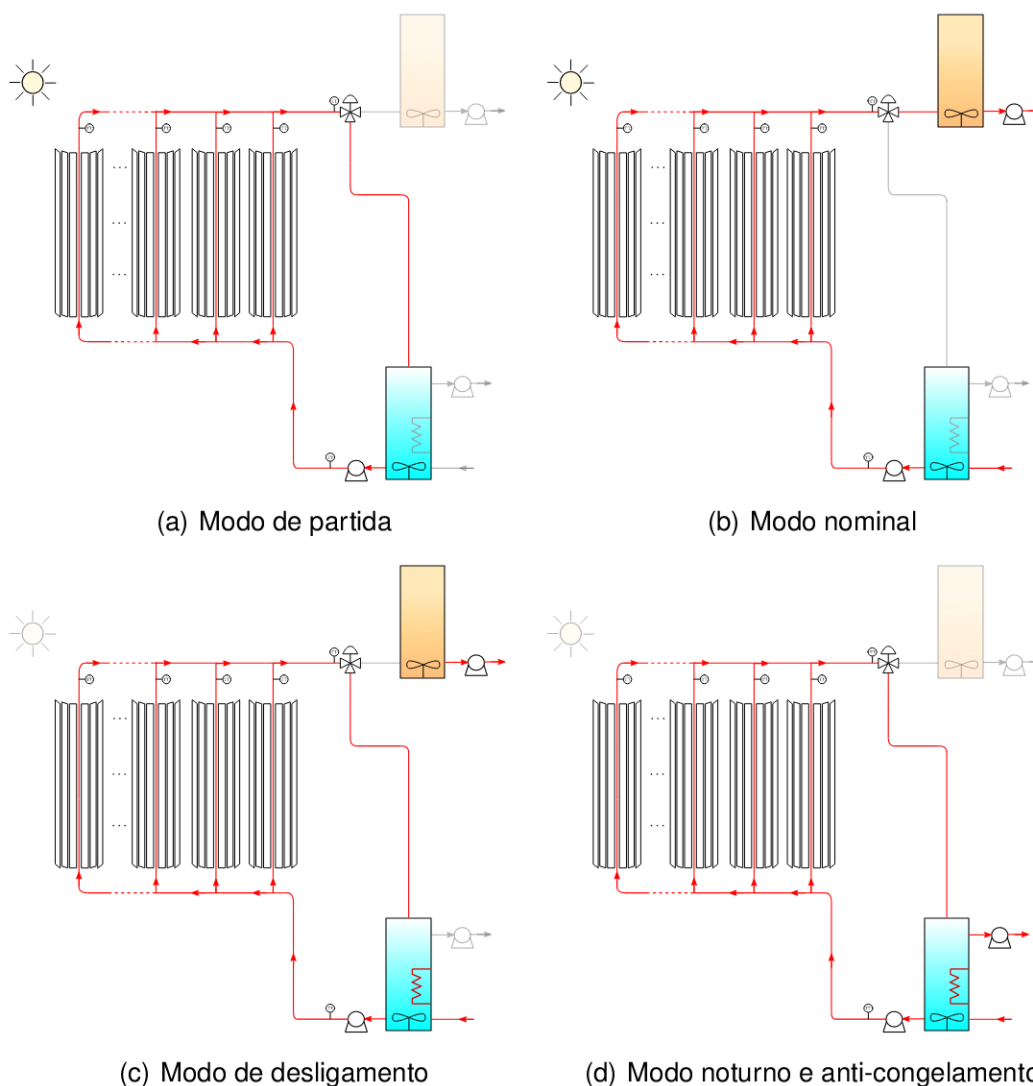 (a) Modo de partida
(b) Modo nominal
(c) Modo de desligamento
(d) Modo noturno e anti-congelamento